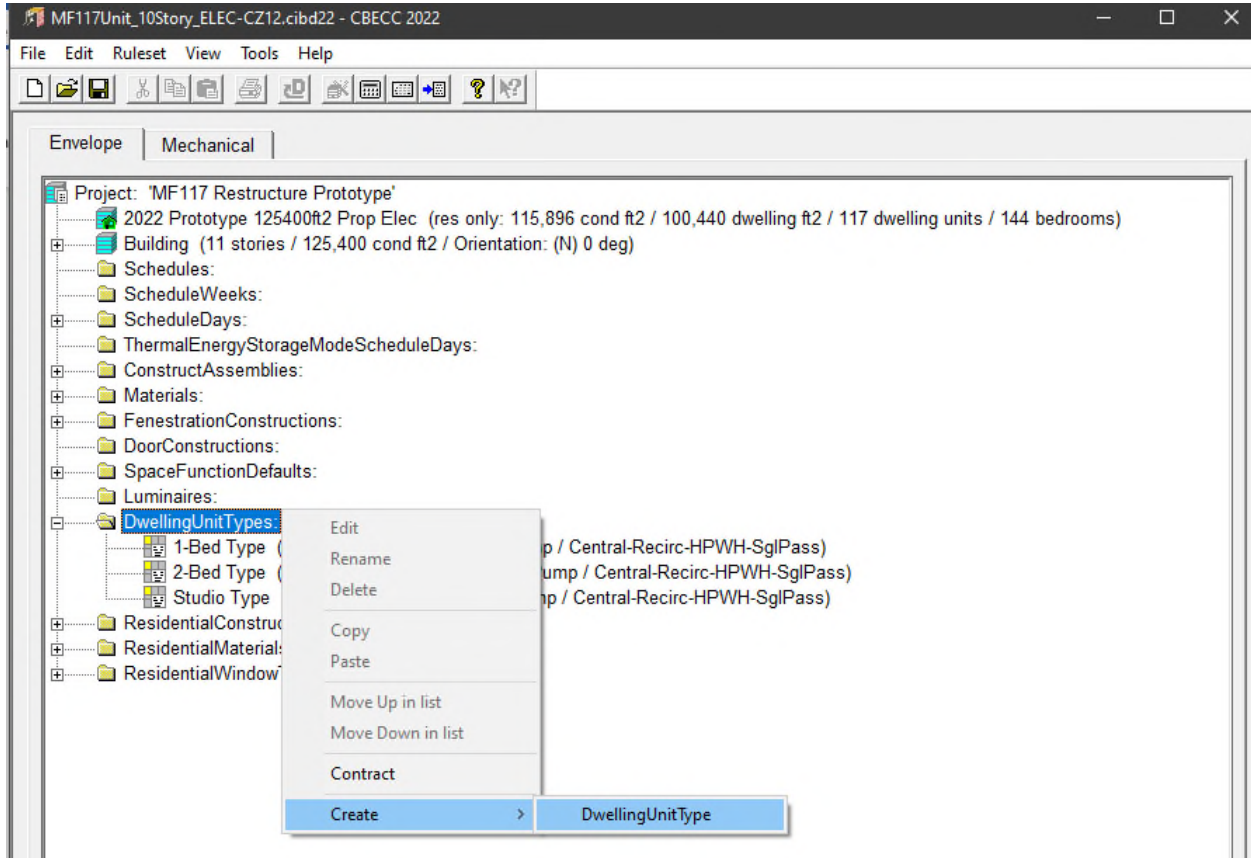 MF117Unit_10Story_ELEC-CZ12.cibd22 - CBECC 2022
File Edit Ruleset View Tools Help
Envelope Mechanical
Project: 'MF117 Restructure Prototype'
2022 Prototype 125400ft2 Prop Elec (res only: 115,896 cond ft2 / 100,440 dwelling ft2 / 117 dwelling units / 144 bedrooms)
Building (11 stories / 125,400 cond ft2 / Orientation: (N) 0 deg)
Schedules:
ScheduleWeeks:
ScheduleDays:
ThermalEnergyStorageModeScheduleDays:
ConstructAssemblies:
Materials:
FenestrationConstructions:
DoorConstructions:
SpaceFunctionDefaults:
Luminaires:
DwellingUnitTypes:
1-Bed Type ( p / Central-Recirc-HPWH-SglPass)
2-Bed Type ( ump / Central-Recirc-HPWH-SglPass)
Studio Type np / Central-Recirc-HPWH-SglPass)
ResidentialConstruc
ResidentialMaterial
ResidentialWindow
Edit
Rename
Delete
Copy
Paste
Move Up in list
Move Down in list
Contract
Create > DwellingUnitType